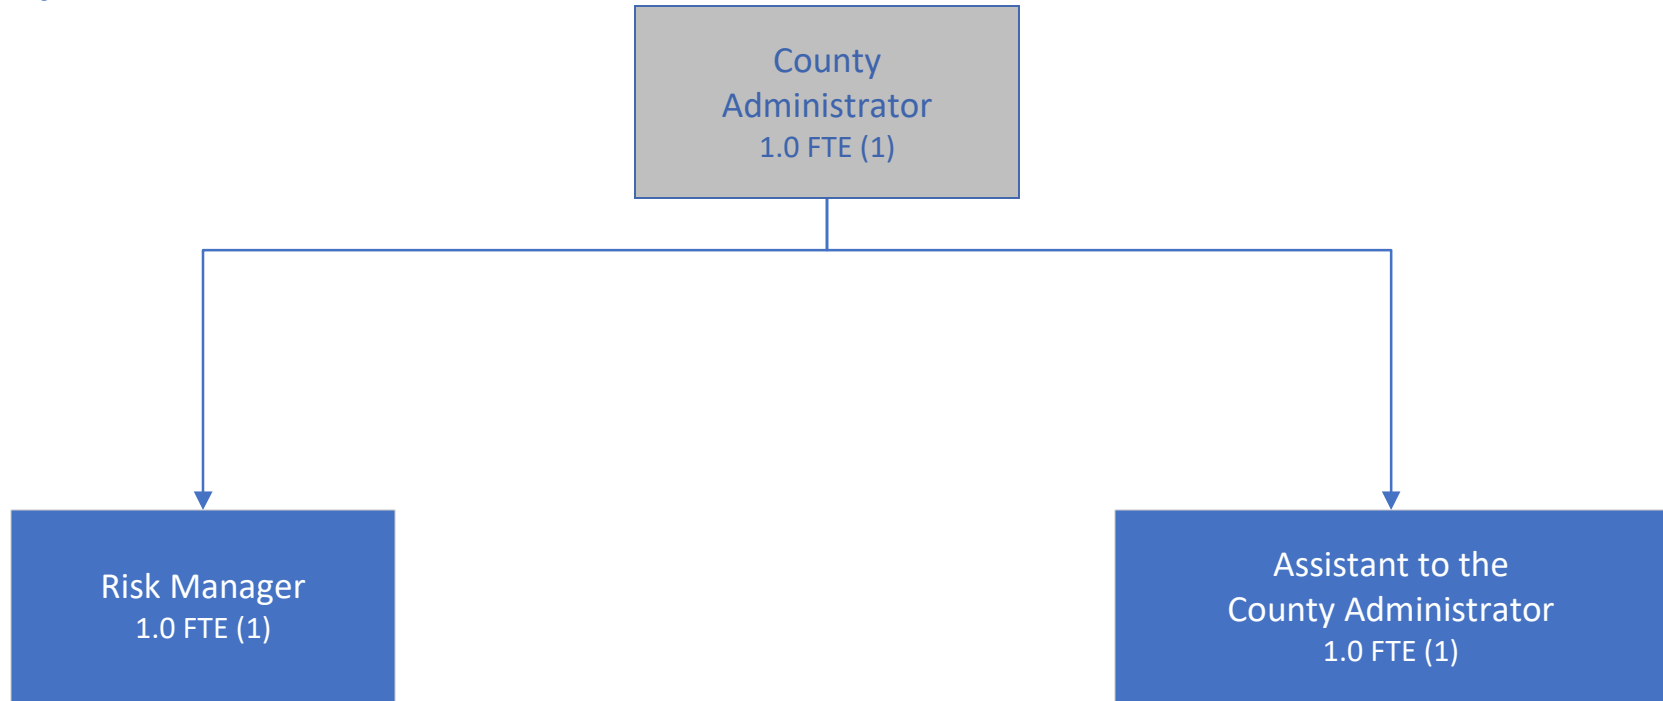 County
Administrator
1.0 FTE (1)
Risk Manager
1.0 FTE (1)
Assistant to the
County Administrator
1.0 FTE (1)